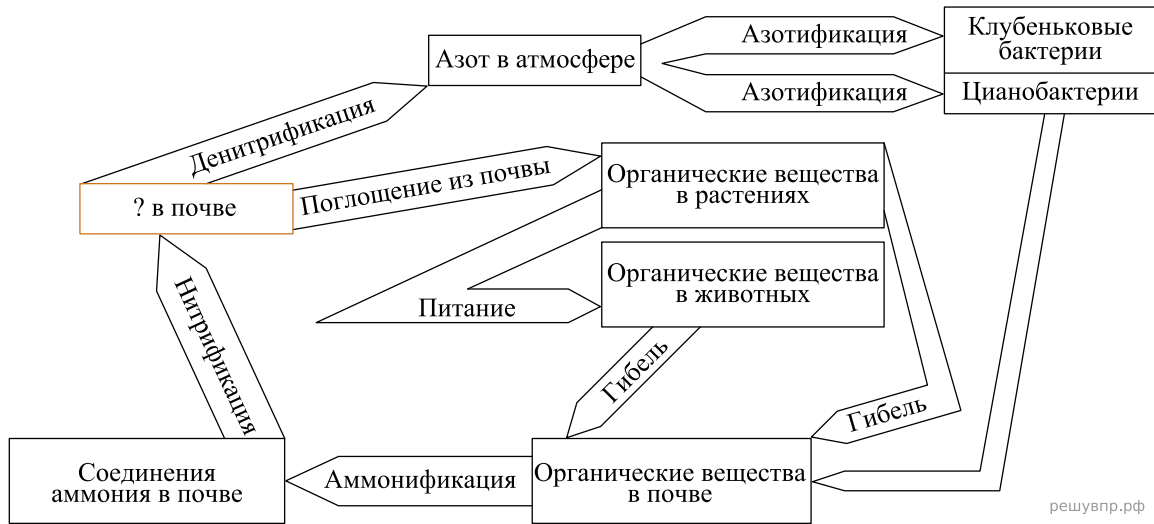 Азот в атмосфере
Азотификация
Клубеньковые
бактерии
Азотификация
Цианобактерии
Денитрификация
? в почве
Поглощение из почвы
Органические вещества
в растениях
Органические вещества
в животных
Питание
Нитрификация
Гибель
Гибель
Соединения
аммония в почве
Аммонификация
Органические вещества
в почве
решувпр.рф